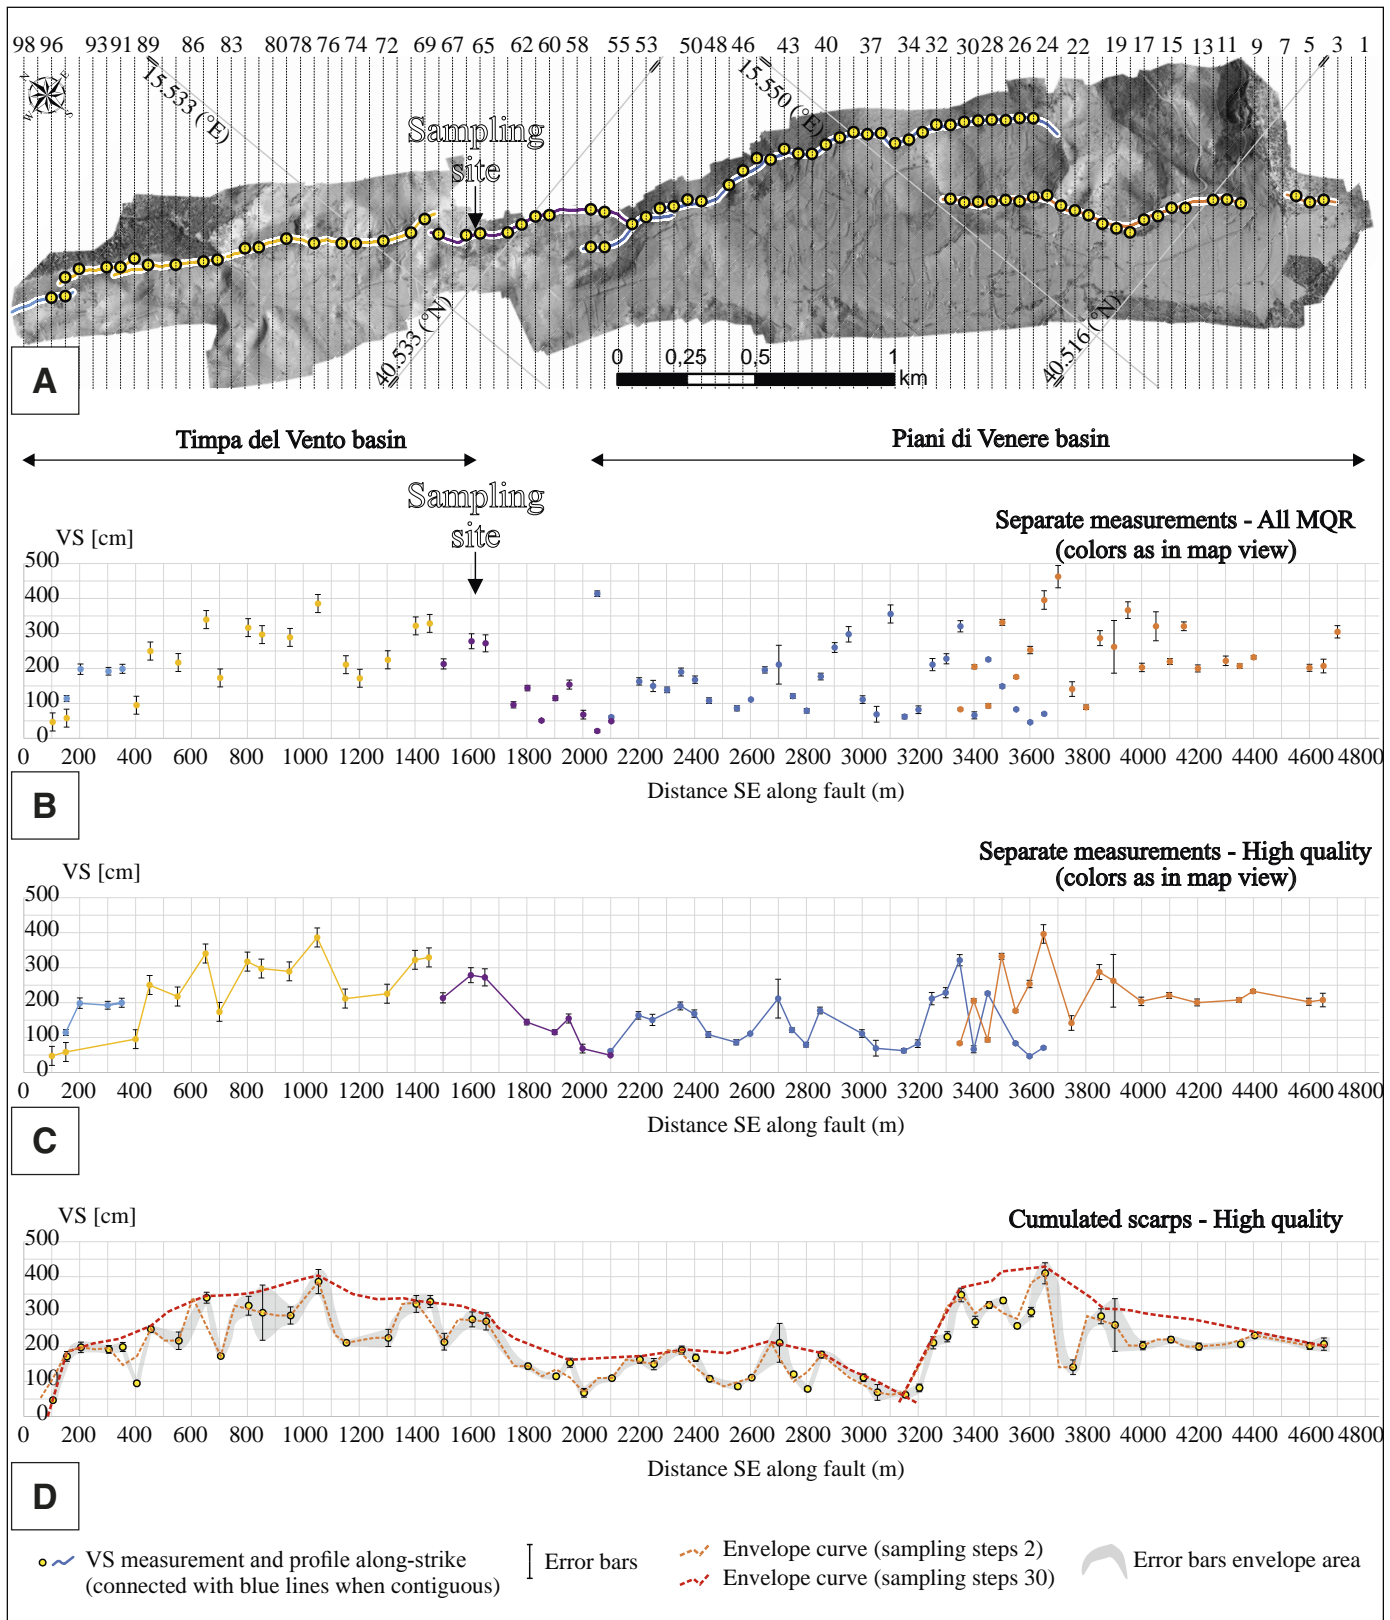 98 96 93 91 89 86 83 80 78 76 74 72 69 67 65 62 60 58 55 53 50 48 46 43 40 37 34 32 30 28 26 24 22 19 17 15 13 11 9 7 5 3 1
N E
W S
15.533 (°E)
15.550 (°E)
Sampling
site
40.533 (°N)
40.516 (°N)
0 0,25 0,5 1
km
A
Timpa del Vento basin
Piani di Venere basin
Sampling
site
Separate measurements - All MQR
(colors as in map view)
VS [cm]
500
400
300
200
100
0
0 200 400 600 800 1000 1200 1400 1600 1800 2000 2200 2400 2600 2800 3000 3200 3400 3600 3800 4000 4200 4400 4600 4800
Distance SE along fault (m)
B
Separate measurements - High quality
(colors as in map view)
VS [cm]
500
400
300
200
100
0
0 200 400 600 800 1000 1200 1400 1600 1800 2000 2200 2400 2600 2800 3000 3200 3400 3600 3800 4000 4200 4400 4600 4800
Distance SE along fault (m)
C
VS [cm]
Cumulated scarps - High quality
500
400
300
200
100
0
0 200 400 600 800 1000 1200 1400 1600 1800 2000 2200 2400 2600 2800 3000 3200 3400 3600 3800 4000 4200 4400 4600 4800
Distance SE along fault (m)
D
VS measurement and profile along-strike
(connected with blue lines when contiguous)
Error bars
Envelope curve (sampling steps 2)
Envelope curve (sampling steps 30)
Error bars envelope area